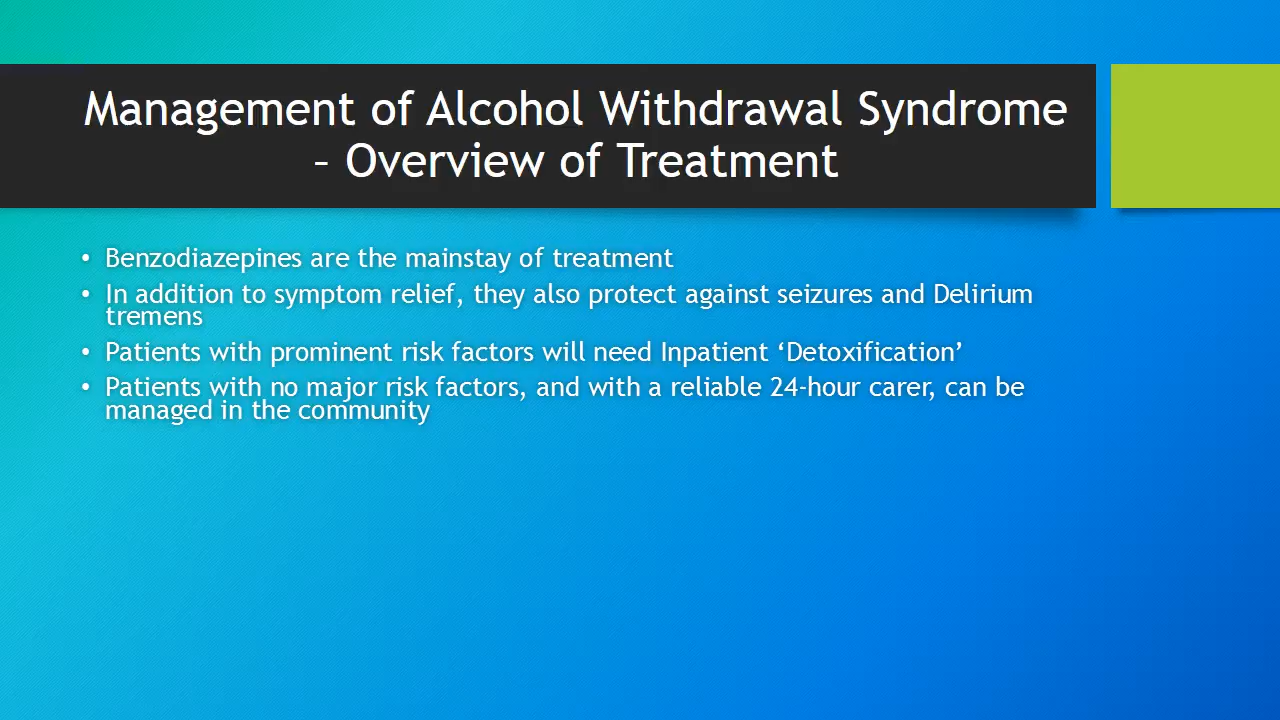 Management of Alcohol Withdrawal Syndrome
– Overview of Treatment
• Benzodiazepines are the mainstay of treatment
• In addition to symptom relief, they also protect against seizures and Delirium
tremens
• Patients with prominent risk factors will need Inpatient ‘Detoxification’
• Patients with no major risk factors, and with a reliable 24-hour carer, can be
managed in the community